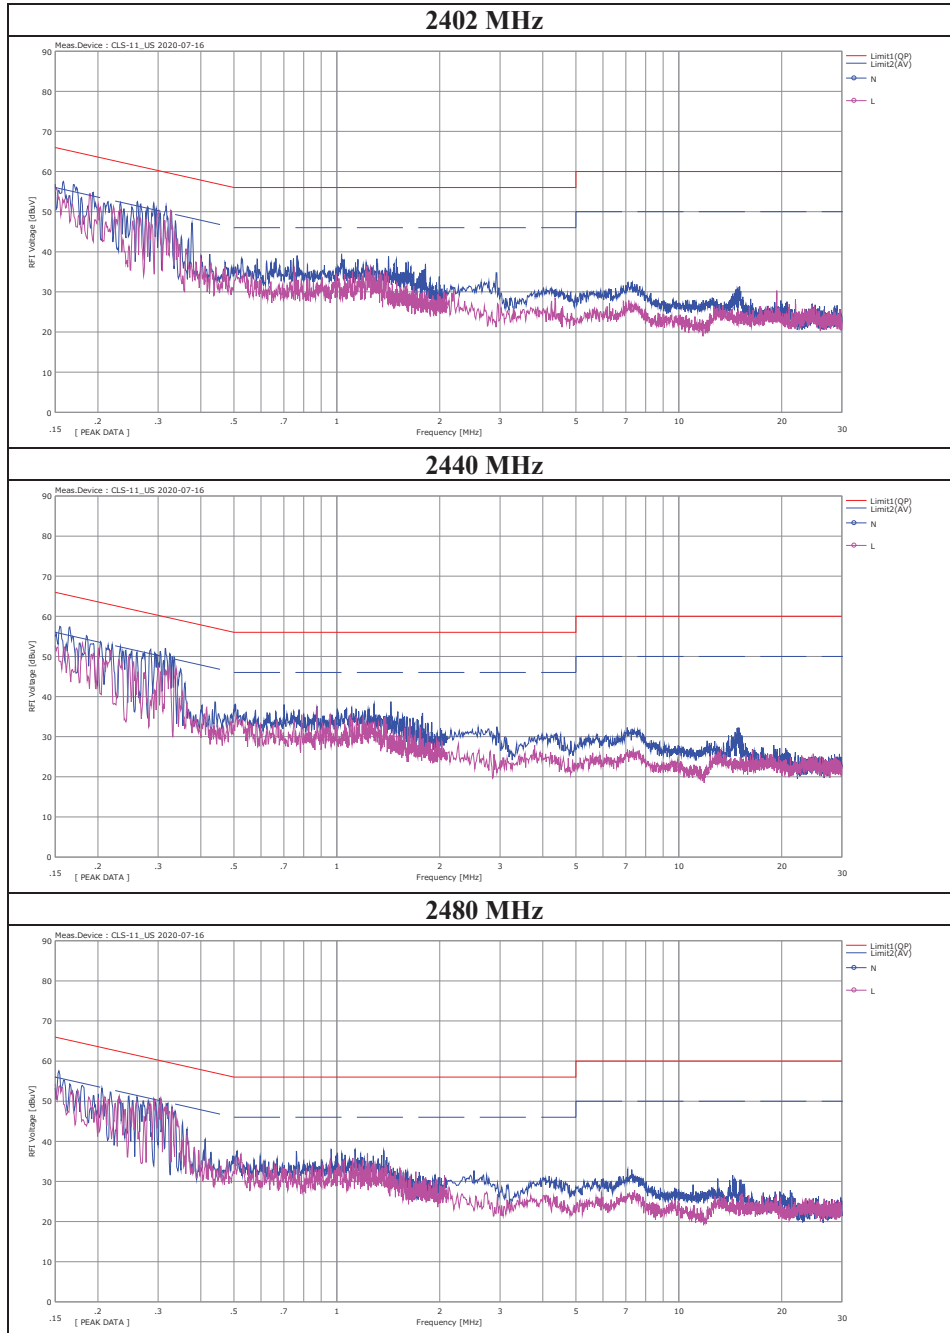 2402 MHz
Meas.Device : CLS-11_US 2020-07-16
Limit1(QP)
Limit2(AV)
N
L
RFI Voltage [dBuV]
90
80
70
60
50
40
30
20
10
0
.15 .2 .3 .5 .7 1 2 3 5 7 10 20 30
[ PEAK DATA ] Frequency [MHz]
2440 MHz
Meas.Device : CLS-11_US 2020-07-16
Limit1(QP)
Limit2(AV)
N
L
RFI Voltage [dBuV]
90
80
70
60
50
40
30
20
10
0
.15 .2 .3 .5 .7 1 2 3 5 7 10 20 30
[ PEAK DATA ] Frequency [MHz]
2480 MHz
Meas.Device : CLS-11_US 2020-07-16
Limit1(QP)
Limit2(AV)
N
L
RFI Voltage [dBuV]
90
80
70
60
50
40
30
20
10
0
.15 .2 .3 .5 .7 1 2 3 5 7 10 20 30
[ PEAK DATA ] Frequency [MHz]